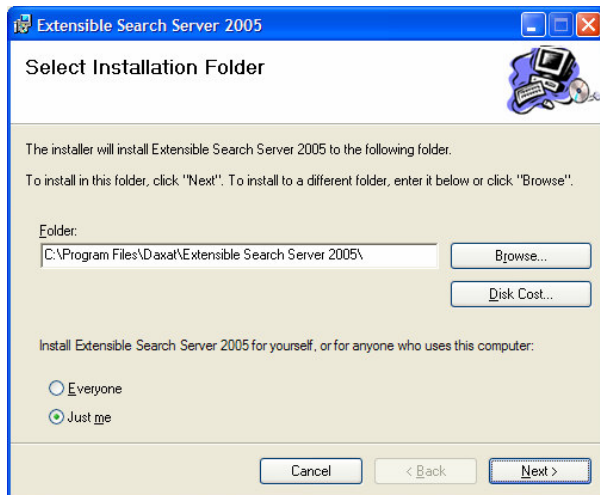 Extensible Search Server 2005
Select Installation Folder
The installer will install Extensible Search Server 2005 to the following folder.
To install in this folder, click "Next". To install to a different folder, enter it below or click "Browse".
Folder:
C:\Program Files\Daxat\Extensible Search Server 2005\
Browse...
Disk Cost...
Install Extensible Search Server 2005 for yourself, or for anyone who uses this computer:
Everyone
Just me
Cancel < Back Next >